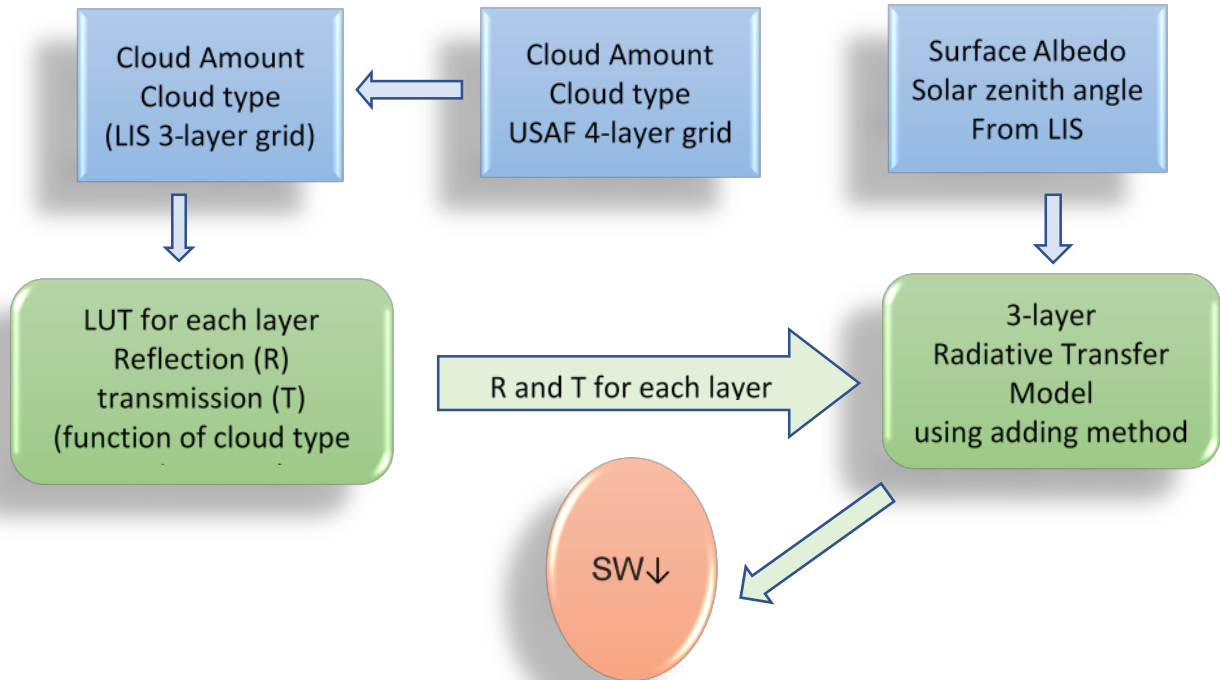 Cloud Amount
Cloud type
(LIS 3-layer grid)
Cloud Amount
Cloud type
USAF 4-layer grid
Surface Albedo
Solar zenith angle
From LIS
LUT for each layer
Reflection (R)
transmission (T)
(function of cloud type
R and T for each layer
3-layer
Radiative Transfer
Model
using adding method
SW↓